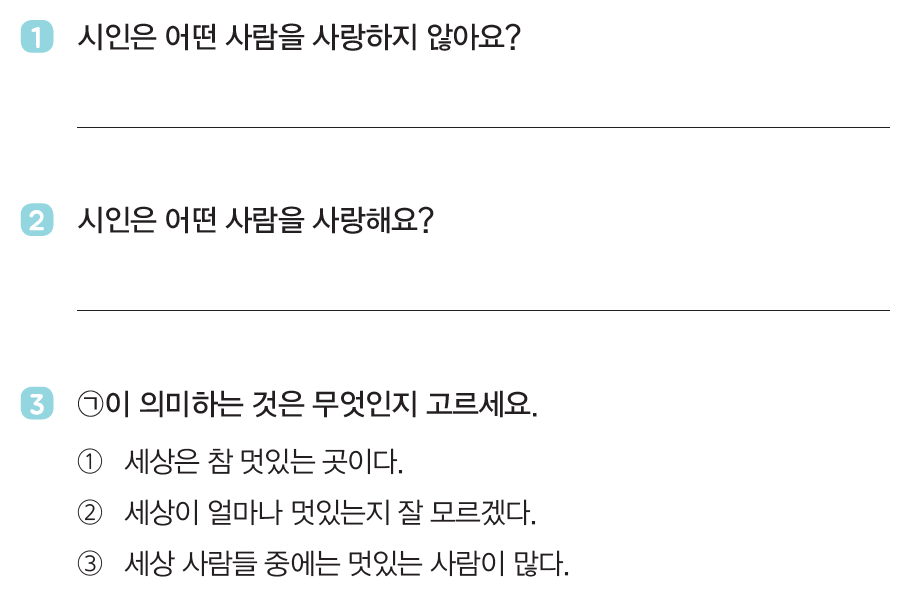 1 시인은 어떤 사람을 사랑하지 않아요?
2 시인은 어떤 사람을 사랑해요?
3 ㉠이 의미하는 것은 무엇인지 고르세요.
① 세상은 참 멋있는 곳이다.
② 세상이 얼마나 멋있는지 잘 모르겠다.
③ 세상 사람들 중에는 멋있는 사람이 많다.